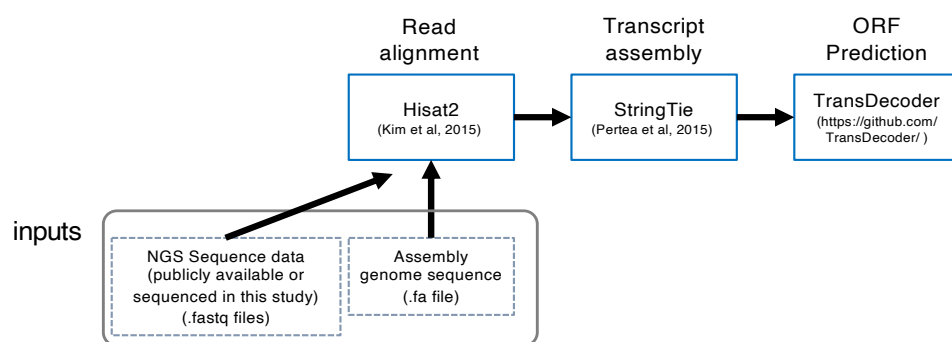 Read
alignment
Transcript
assembly
ORF
Prediction
Hisat2
(Kim et al, 2015)
StringTie
(Pertea et al, 2015)
TransDecoder
(https://github.com/
TransDecoder/ )
inputs
NGS Sequence data
(publicly available or
sequenced in this study)
(.fastq files)
Assembly
genome sequence
(.fa file)